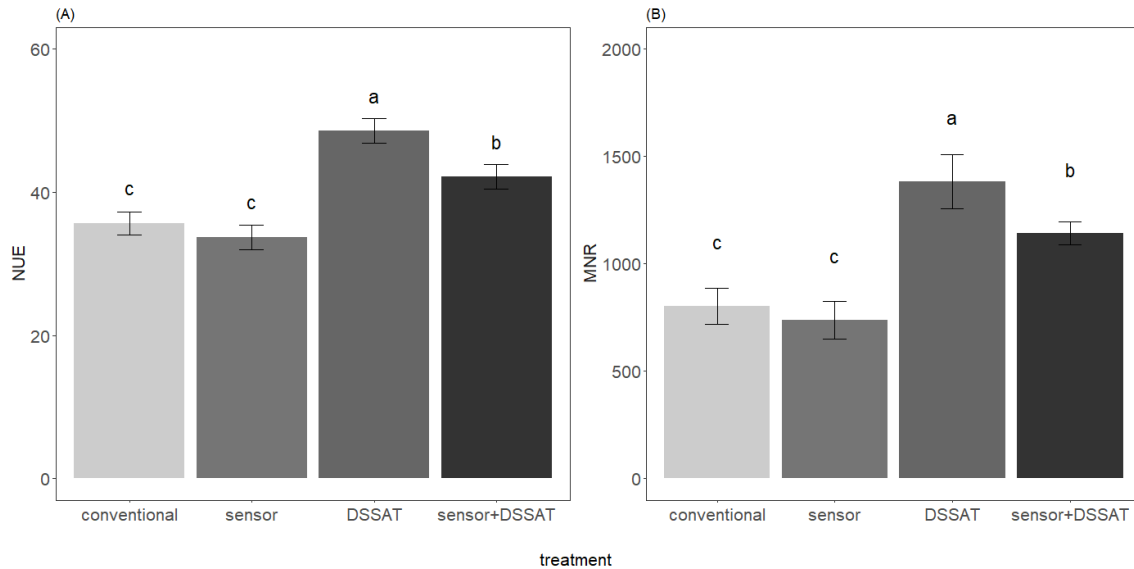 (A)
60
40
20
0
NUE
c
c
a
b
conventional
sensor
DSSAT
sensor+DSSAT
(B)
2000
1500
1000
500
0
MNR
c
c
a
b
conventional
sensor
DSSAT
sensor+DSSAT
treatment